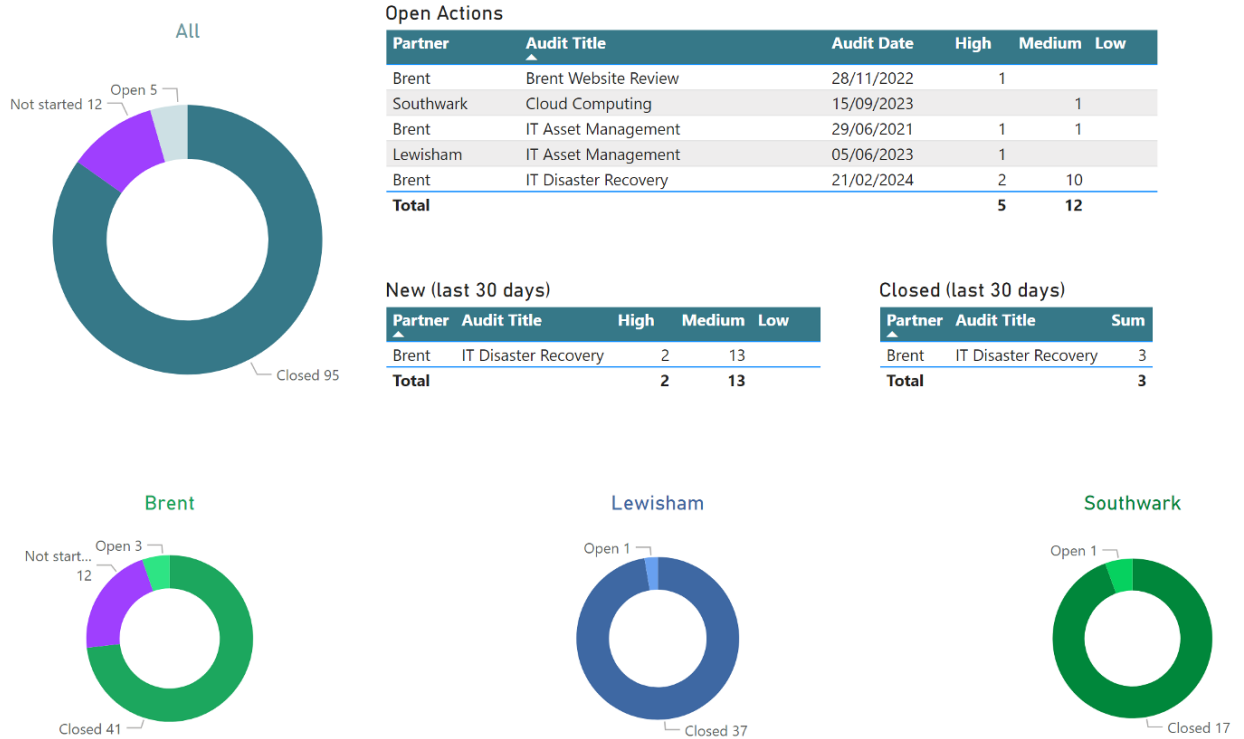 All
Open 5
Not started 12
Closed 95
Open Actions
Partner Audit Title Audit Date High Medium Low
Brent Brent Website Review 28/11/2022 1
Southwark Cloud Computing 15/09/2023 1
Brent IT Asset Management 29/06/2021 1 1
Lewisham IT Asset Management 05/06/2023 1
Brent IT Disaster Recovery 21/02/2024 2 10
Total 5 12
New (last 30 days)
Partner Audit Title High Medium Low
Brent IT Disaster Recovery 2 13
Total 2 13
Closed (last 30 days)
Partner Audit Title Sum
Brent IT Disaster Recovery 3
Total 3
Brent
Open 3
Not start...
12
Closed 41
Lewisham
Open 1
Closed 37
Southwark
Open 1
Closed 17